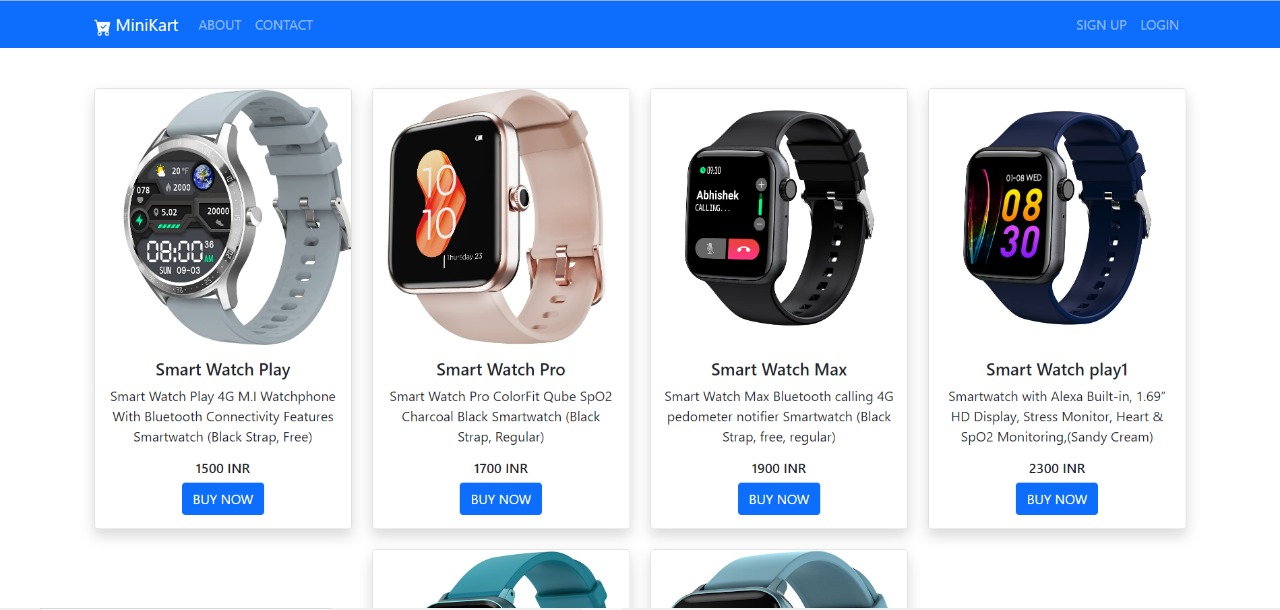 MiniKart ABOUT CONTACT SIGN UP LOGIN
20 °F
2000
078
5.02
20000
08:00 36 AM
SUN 09-03
10
10
Thursday 23
09:30
Abhishek
CALLING...
01-08 WED
08
30
Smart Watch Play
Smart Watch Play 4G M.I Watchphone
With Bluetooth Connectivity Features
Smartwatch (Black Strap, Free)
1500 INR
BUY NOW
Smart Watch Pro
Smart Watch Pro ColorFit Qube SpO2
Charcoal Black Smartwatch (Black
Strap, Regular)
1700 INR
BUY NOW
Smart Watch Max
Smart Watch Max Bluetooth calling 4G
pedometer notifier Smartwatch (Black
Strap, free, regular)
1900 INR
BUY NOW
Smart Watch play1
Smartwatch with Alexa Built-in, 1.69”
HD Display, Stress Monitor, Heart &
SpO2 Monitoring,(Sandy Cream)
2300 INR
BUY NOW